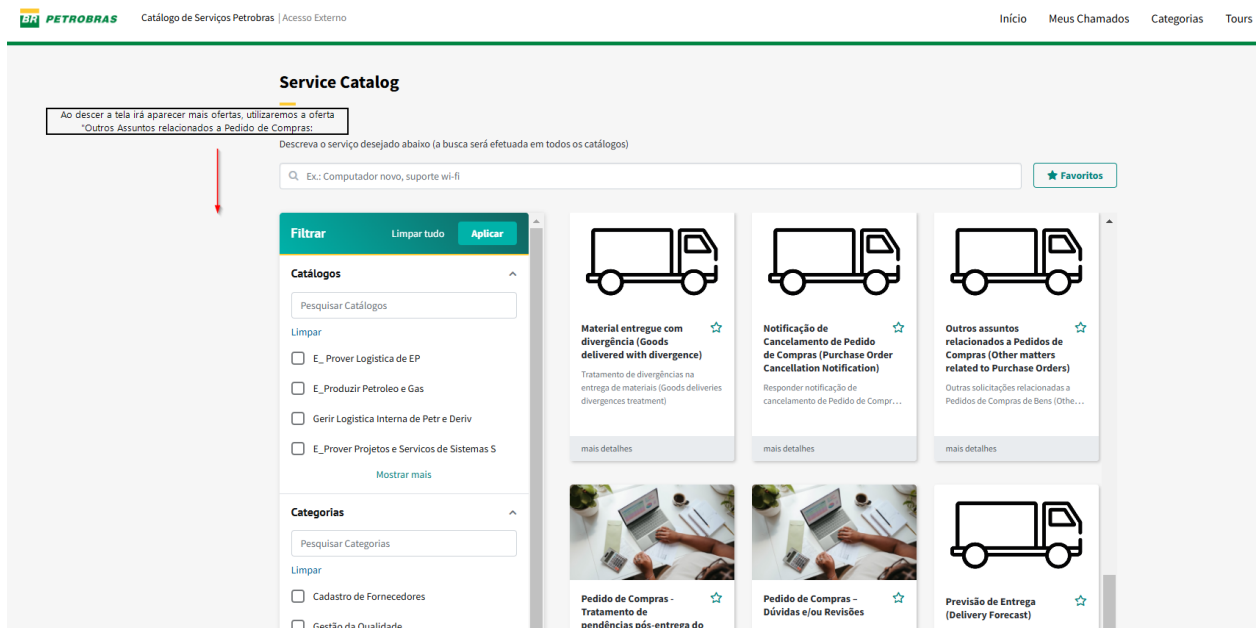 BR PETROBRAS
Catálogo de Serviços Petrobras | Acesso Externo
Início
Meus Chamados
Categorias
Tours
Service Catalog
Ao descer a tela irá aparecer mais ofertas, utilizaremos a oferta
"Outros Assuntos relacionados a Pedido de Compras:
Descreva o serviço desejado abaixo (a busca será efetuada em todos os catálogos)
Ex.: Computador novo, suporte wi-fi
Favoritos
Filtrar
Limpar tudo
Aplicar
Catálogos
Pesquisar Catálogos
Limpar
E_ Prover Logistica de EP
E_Produzir Petroleo e Gas
Gerir Logistica Interna de Petr e Deriv
E_Prover Projetos e Servicos de Sistemas S
Mostrar mais
Categorias
Pesquisar Categorias
Limpar
Cadastro de Fornecedores
Gestão da Qualidade
Material entregue com
divergência (Goods
delivered with divergence)
Tratamento de divergências na
entrega de materiais (Goods deliveries
divergences treatment)
mais detalhes
Notificação de
Cancelamento de Pedido
de Compras (Purchase Order
Cancellation Notification)
Responder notificação de
cancelamento de Pedido de Compr...
mais detalhes
Outros assuntos
relacionados a Pedidos de
Compras (Other matters
related to Purchase Orders)
Outras solicitações relacionadas a
Pedidos de Compras de Bens (Othe...
mais detalhes
Pedido de Compras -
Tratamento de
pendências pós-entrega do
Pedido de Compras –
Dúvidas e/ou Revisões
Previsão de Entrega
(Delivery Forecast)